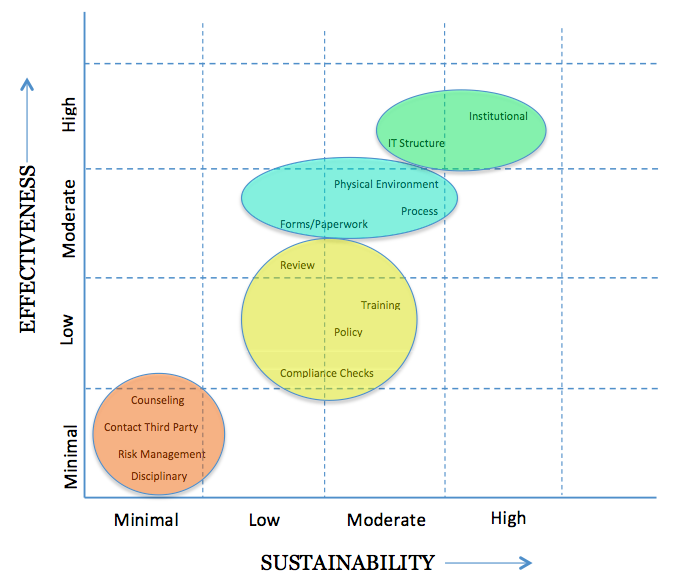 High
Institutional
IT Structure
EFFECTIVENESS
Moderate
Physical Environment
Process
Forms/Paperwork
Review
Low
Training
Policy
Compliance Checks
Minimal
Counseling
Contact Third Party
Risk Management
Disciplinary
Minimal
Low
Moderate
High
SUSTAINABILITY